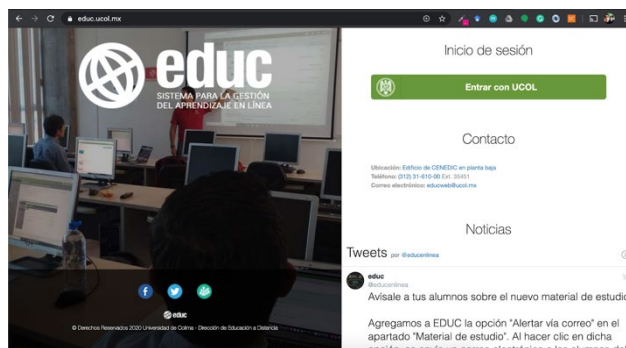 educ.ucol.mx
educ
SISTEMA PARA LA GESTIÓN
DEL APRENDIZAJE EN LÍNEA
educ
© Derechos Reservados 2020 Universidad de Colima - Dirección de Educación a Distancia
Inicio de sesión
Entrar con UCOL
Contacto
Ubicación: Edificio de CENEDIC en planta baja
Teléfono: (312) 31-610-00 Ext. 35451
Correo electrónico: educweb@ucol.mx
Noticias
Tweets por @educenlinea
educ
@educenlinea
Avísale a tus alumnos sobre el nuevo material de estudio
Agregamos a EDUC la opción "Alertar vía correo" en el
apartado "Material de estudio". Al hacer clic en dicha